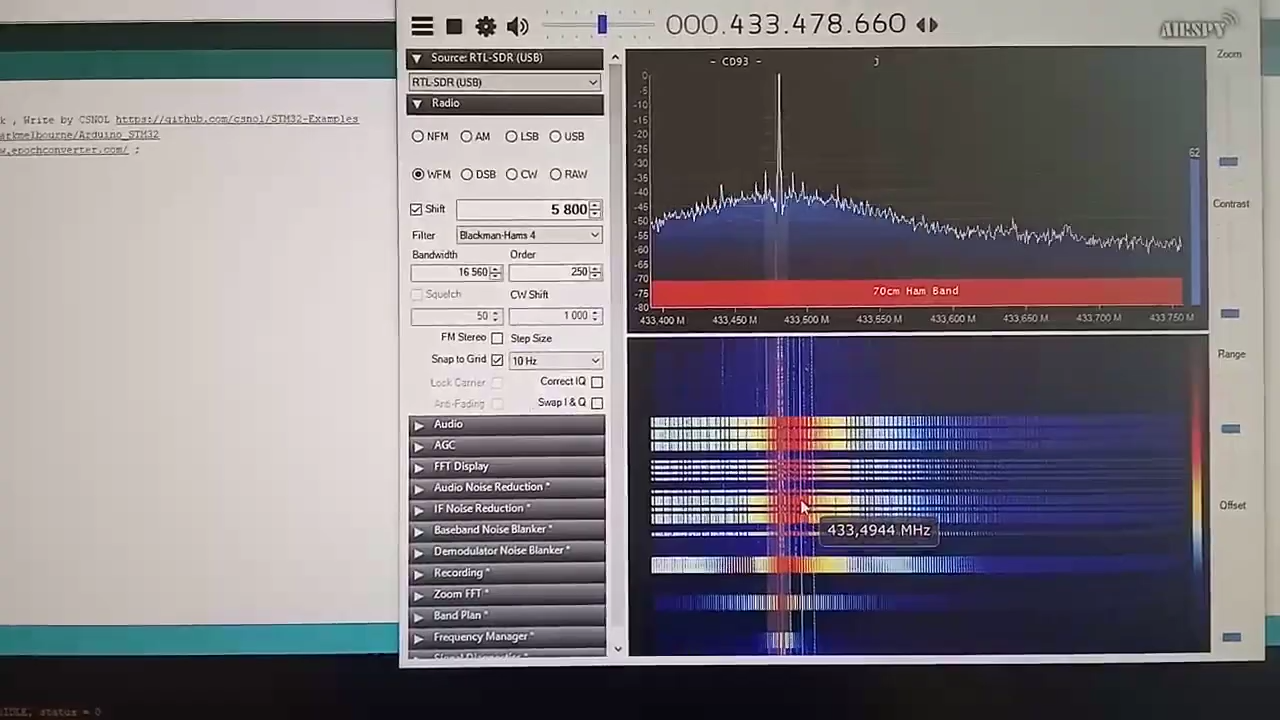 000.433.478.660
AIRSPY
Source: RTL-SDR (USB)
RTL-SDR (USB)
Radio
NFM AM LSB USB
WFM DSB CW RAW
Shift 5 800
Filter Blackman-Harris 4
Bandwidth Order
16 560 250
Squelch CW Shift
50 1 000
FM Stereo Step Size
Snap to Grid 10 Hz
Lock Carrier Correct IQ
Anti-Fading Swap I & Q
Audio
AGC
FFT Display
Audio Noise Reduction *
IF Noise Reduction *
Baseband Noise Blanker *
Demodulator Noise Blanker *
Recording *
Zoom FFT *
Band Plan *
Frequency Manager *
Signal Diagnostics *
- CD93 - j
0
-5
-10
-15
-20
-25
-30
-35
-40
-45
-50
-55
-60
-65
-70
-75
-80
62
70cm Ham Band
433,400 M 433,450 M 433,500 M 433,550 M 433,600 M 433,650 M 433,700 M 433,750 M
433,4944 MHz
Zoom
Contrast
Range
Offset
k , Write by CSNOL https://github.com/csnol/STM32-Examples
arkmelbourne/Arduino_STM32
w.epochconverter.com/ ;
IDLE, status = 0